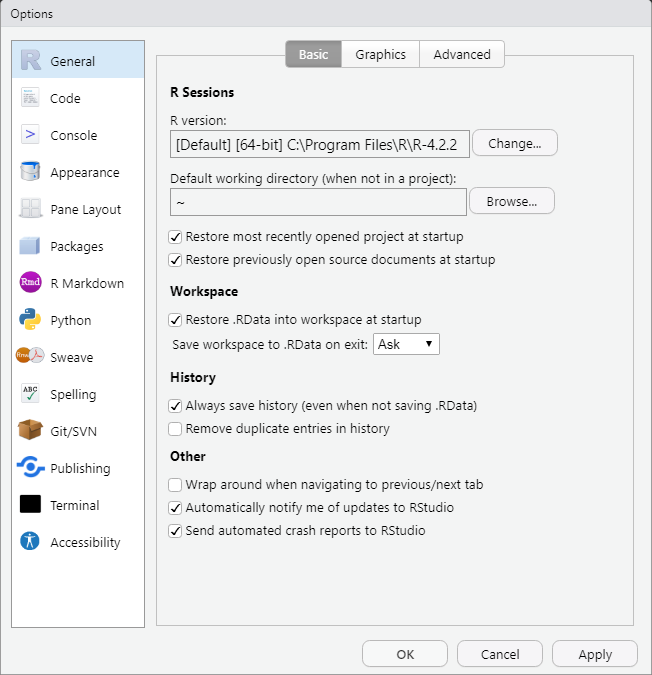 Options
R General
Code
Console
Appearance
Pane Layout
Packages
Rmd R Markdown
Python
Rnw Sweave
ABC Spelling
Git/SVN
Publishing
Terminal
Accessibility
Basic Graphics Advanced
R Sessions
R version:
[Default] [64-bit] C:\Program Files\R\R-4.2.2 Change...
Default working directory (when not in a project):
~ Browse...
Restore most recently opened project at startup
Restore previously open source documents at startup
Workspace
Restore .RData into workspace at startup
Save workspace to .RData on exit: Ask
History
Always save history (even when not saving .RData)
Remove duplicate entries in history
Other
Wrap around when navigating to previous/next tab
Automatically notify me of updates to RStudio
Send automated crash reports to RStudio
OK Cancel Apply